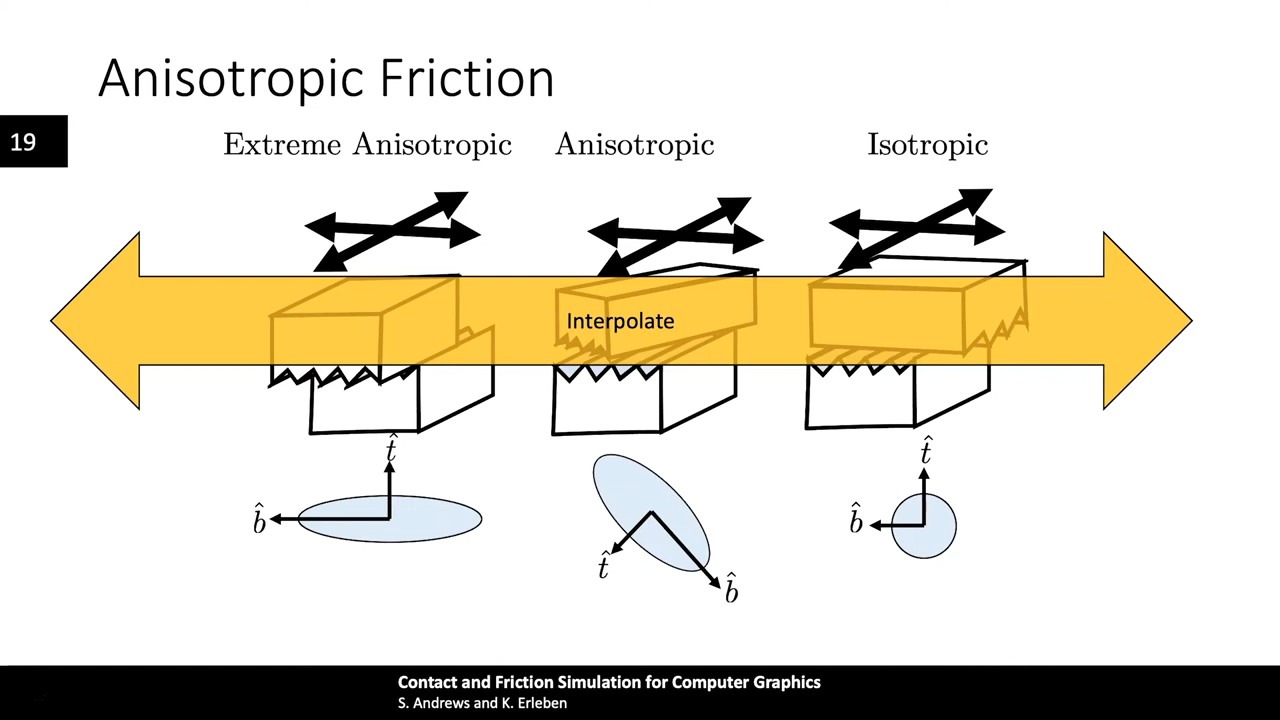 Anisotropic Friction
19
Extreme Anisotropic
Anisotropic
Isotropic
Interpolate
t̂
b̂
t̂
b̂
t̂
b̂
Contact and Friction Simulation for Computer Graphics
S. Andrews and K. Erleben